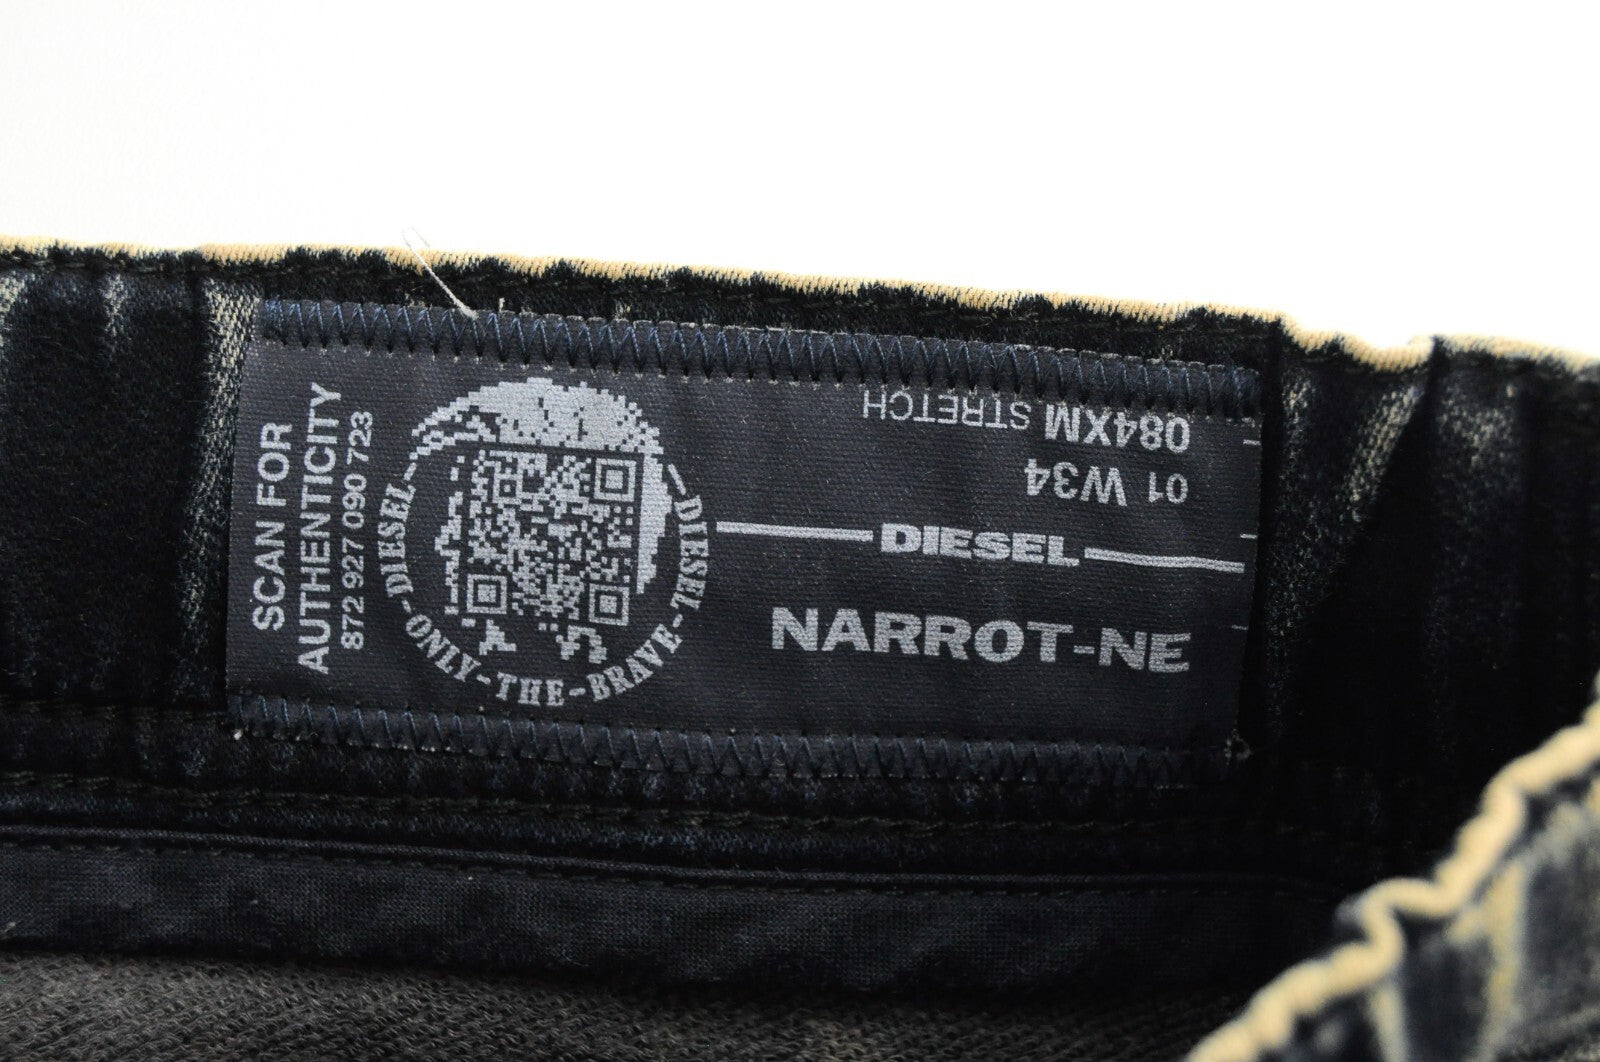 SCAN FOR
AUTHENTICITY
872 927 090 723
DIESEL-ONLY-THE-BRAVE-DIESEL
084XM STRETCH
01 W34
DIESEL
NARROT-NE